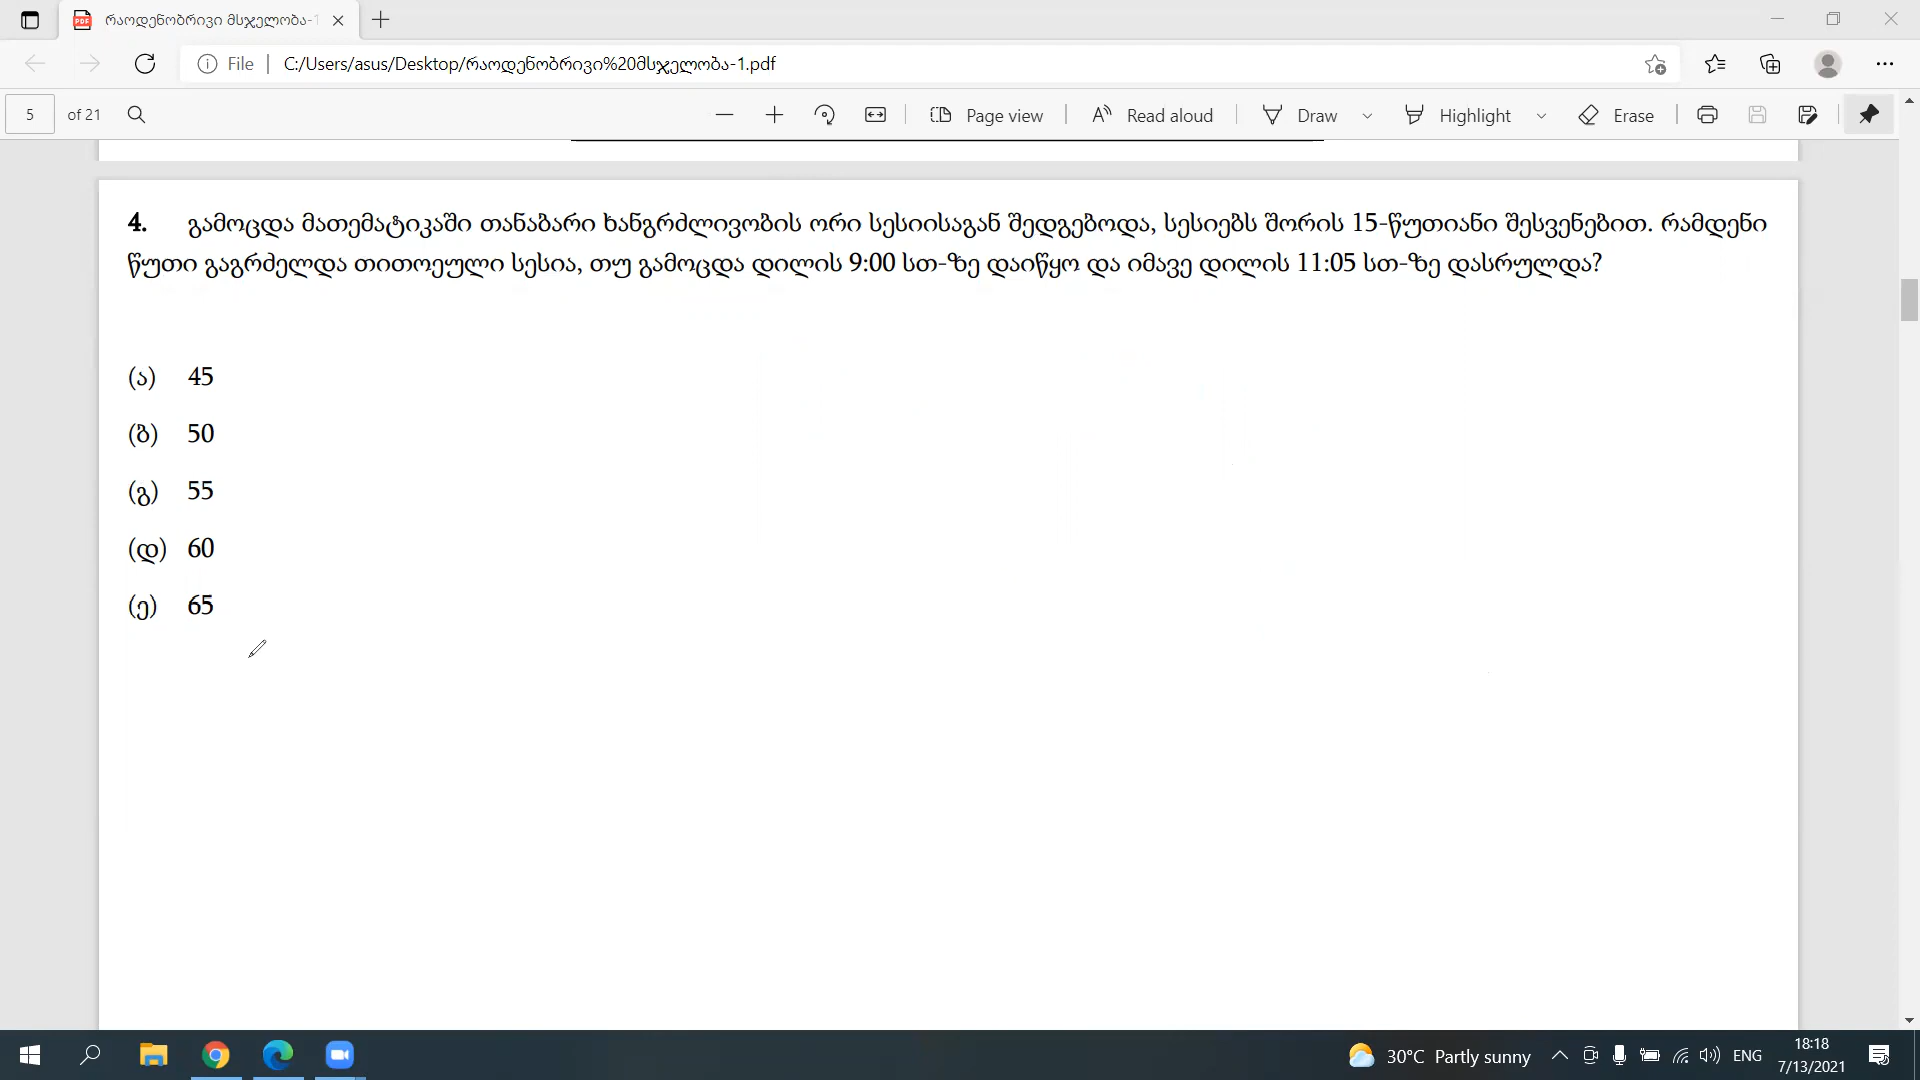 რაოდენობრივი მსჯელობა-1
File
C:/Users/asus/Desktop/რაოდენობრივი%20მსჯელობა-1.pdf
5 of 21
Page view
Read aloud
Draw
Highlight
Erase
4. გამოცდა მათემატიკაში თანაბარი ხანგრძლივობის ორი სესიისაგან შედგებოდა, სესიებს შორის 15-წუთიანი შესვენებით. რამდენი
წუთი გაგრძელდა თითოეული სესია, თუ გამოცდა დილის 9:00 სთ-ზე დაიწყო და იმავე დილის 11:05 სთ-ზე დასრულდა?
(ა) 45
(ბ) 50
(გ) 55
(დ) 60
(ე) 65
30°C Partly sunny
ENG
18:18
7/13/2021